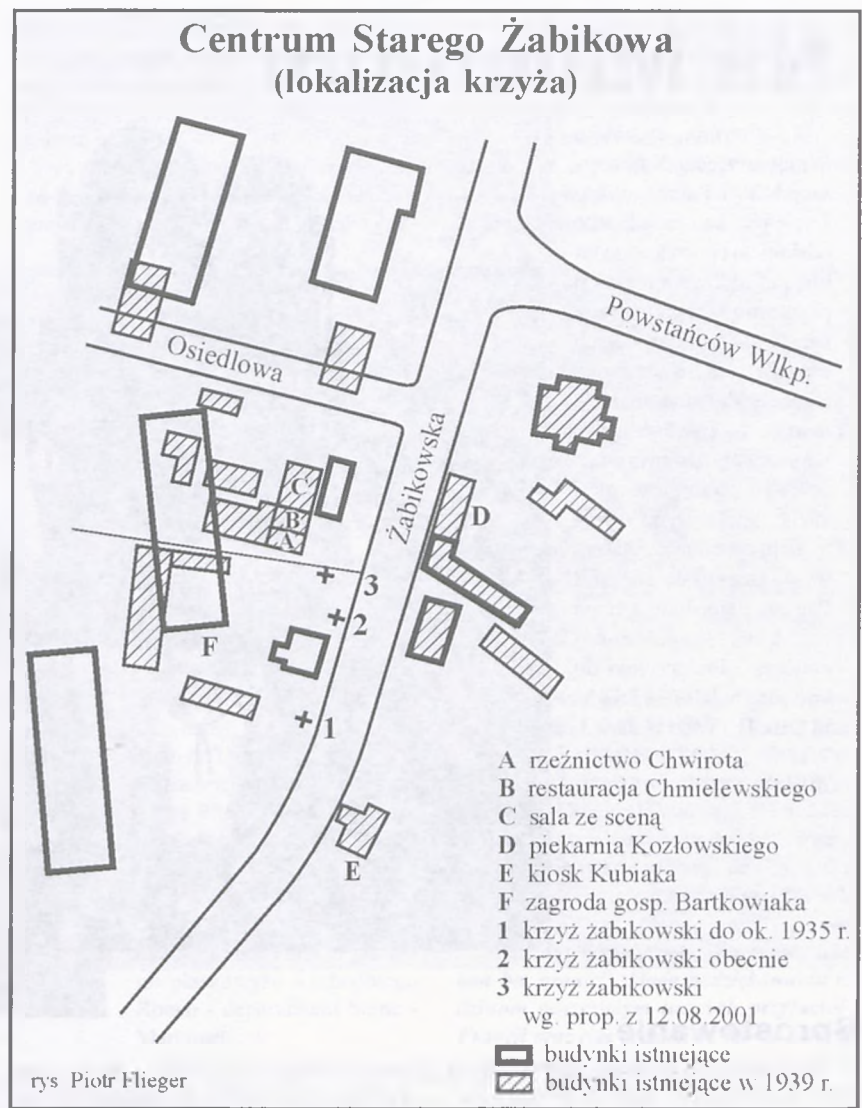 Centrum Starego Żabikowa
(lokalizacja krzyża)
Powstańców Wlkp.
Osiedlowa
Żabikowska
C
B
A
D
3
2
F
1
E
A rzeźnictwo Chwirota
B restauracja Chmielewskiego
C sala ze sceną
D piekarnia Kozłowskiego
E kiosk Kubiaka
F zagroda gosp. Bartkowiaka
1 krzyż żabikowski do ok. 1935 r.
2 krzyż żabikowski obecnie
3 krzyż żabikowski
wg. prop. z 12.08.2001
budynki istniejące
budynki istniejące w 1939 r.
rys Piotr Flieger